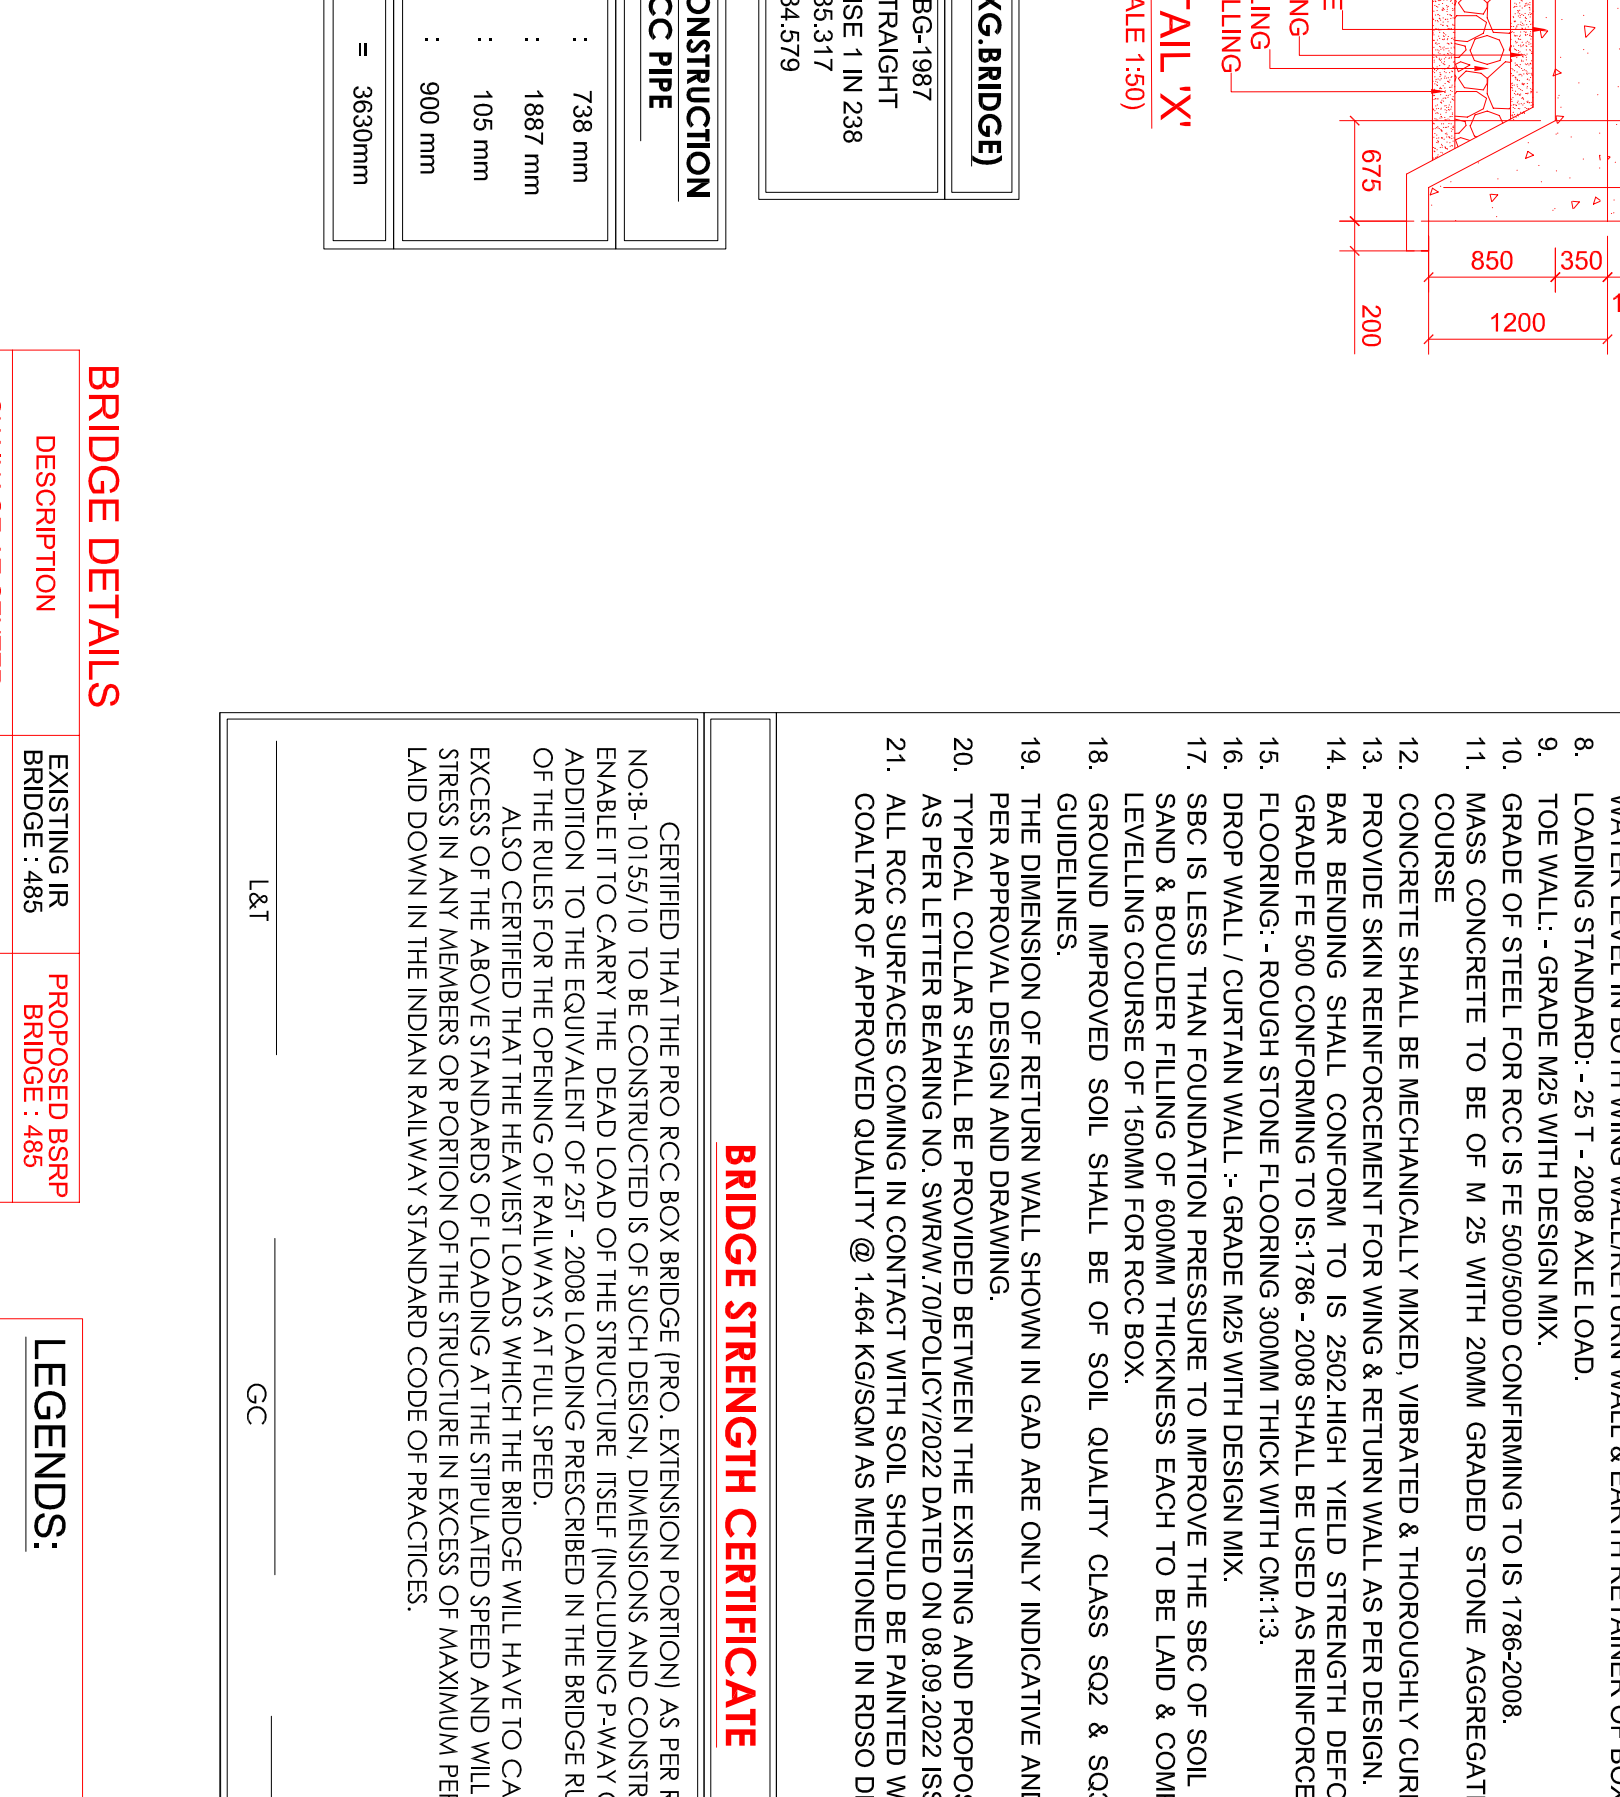 KG.BRIDGE)
BG-1987
TRAIGHT
ISE 1 IN 238
35.317
34.579
ONSTRUCTION
CC PIPE
: 738 mm
: 1887 mm
: 105 mm
: 900 mm
= 3630mm
TAIL 'X'
ALE 1:50)
NG
LING
LLING
675
200
850
350
1200
8. LOADING STANDARD: - 25 T - 2008 AXLE LOAD.
9. TOE WALL: - GRADE M25 WITH DESIGN MIX.
10. GRADE OF STEEL FOR RCC IS FE 500/500D CONFIRMING TO IS 1786-2008.
11. MASS CONCRETE TO BE OF M 25 WITH 20MM GRADED STONE AGGREGAT
COURSE
12. CONCRETE SHALL BE MECHANICALLY MIXED, VIBRATED & THOROUGHLY CUR
13. PROVIDE SKIN REINFORCEMENT FOR WING & RETURN WALL AS PER DESIGN.
14. BAR BENDING SHALL CONFORM TO IS 2502.HIGH YIELD STRENGTH DEFO
GRADE FE 500 CONFORMING TO IS:1786 - 2008 SHALL BE USED AS REINFORCE
15. FLOORING: - ROUGH STONE FLOORING 300MM THICK WITH CM:1:3.
16. DROP WALL / CURTAIN WALL :- GRADE M25 WITH DESIGN MIX.
17. SBC IS LESS THAN FOUNDATION PRESSURE TO IMPROVE THE SBC OF SOIL
SAND & BOULDER FILLING OF 600MM THICKNESS EACH TO BE LAID & COM
LEVELLING COURSE OF 150MM FOR RCC BOX.
18. GROUND IMPROVED SOIL SHALL BE OF SOIL QUALITY CLASS SQ2 & SQ3
GUIDELINES.
19. THE DIMENSION OF RETURN WALL SHOWN IN GAD ARE ONLY INDICATIVE AND
PER APPROVAL DESIGN AND DRAWING.
20. TYPICAL COLLAR SHALL BE PROVIDED BETWEEN THE EXISTING AND PROPOS
AS PER LETTER BEARING NO. SWR/W.70/POLICY/2022 DATED ON 08.09.2022 ISS
21. ALL RCC SURFACES COMING IN CONTACT WITH SOIL SHOULD BE PAINTED W
COALTAR OF APPROVED QUALITY @ 1.464 KG/SQM AS MENTIONED IN RDSO D
BRIDGE STRENGTH CERTIFICATE
CERTIFIED THAT THE PRO RCC BOX BRIDGE (PRO. EXTENSION PORTION) AS PER
NO:B-10155/10 TO BE CONSTRUCTED IS OF SUCH DESIGN, DIMENSIONS AND CONSTR
ENABLE IT TO CARRY THE DEAD LOAD OF THE STRUCTURE ITSELF (INCLUDING P-WAY
ADDITION TO THE EQUIVALENT OF 25T - 2008 LOADING PRESCRIBED IN THE BRIDGE RU
OF THE RULES FOR THE OPENING OF RAILWAYS AT FULL SPEED.
ALSO CERTIFIED THAT THE HEAVIEST LOADS WHICH THE BRIDGE WILL HAVE TO CA
EXCESS OF THE ABOVE STANDARDS OF LOADING AT THE STIPULATED SPEED AND WILL
STRESS IN ANY MEMBERS OR PORTION OF THE STRUCTURE IN EXCESS OF MAXIMUM PE
LAID DOWN IN THE INDIAN RAILWAY STANDARD CODE OF PRACTICES.
L&T
GC
BRIDGE DETAILS
DESCRIPTION
EXISTING IR
BRIDGE : 485
PROPOSED BSRP
BRIDGE : 485
LEGENDS: